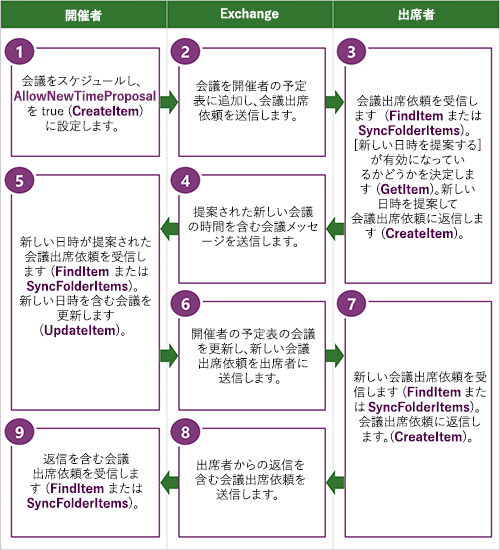 開催者
Exchange
出席者
1
会議をスケジュールし、
AllowNewTimeProposal
を true (CreateItem)
に設定します。
2
会議を開催者の予定
表に追加し、会議出席
依頼を送信します。
3
会議出席依頼を受信し
ます (FindItem または
SyncFolderItems)。
[新しい日時を提案する]
が有効になってい
るかどうかを決定しま
す (GetItem)。新しい
日時を提案して
会議出席依頼に返信しま
す (CreateItem)。
4
提案された新しい会議
の時間を含む会議メッセ
ージを送信します。
5
新しい日時が提案された
会議出席依頼を受信し
ます (FindItem または
SyncFolderItems)。
新しい日時を含む会議を
更新します
(UpdateItem)。
6
開催者の予定表の会議
を更新し、新しい会議
出席依頼を出席者に
送信します。
7
新しい会議出席依頼を受
信します (FindItem また
は SyncFolderItems)。
会議出席依頼に返信し
ます。(CreateItem)。
8
出席者からの返信を
含む会議出席依頼を
送信します。
9
返信を含む会議
出席依頼を受信しま
す (FindItem または
SyncFolderItems)。